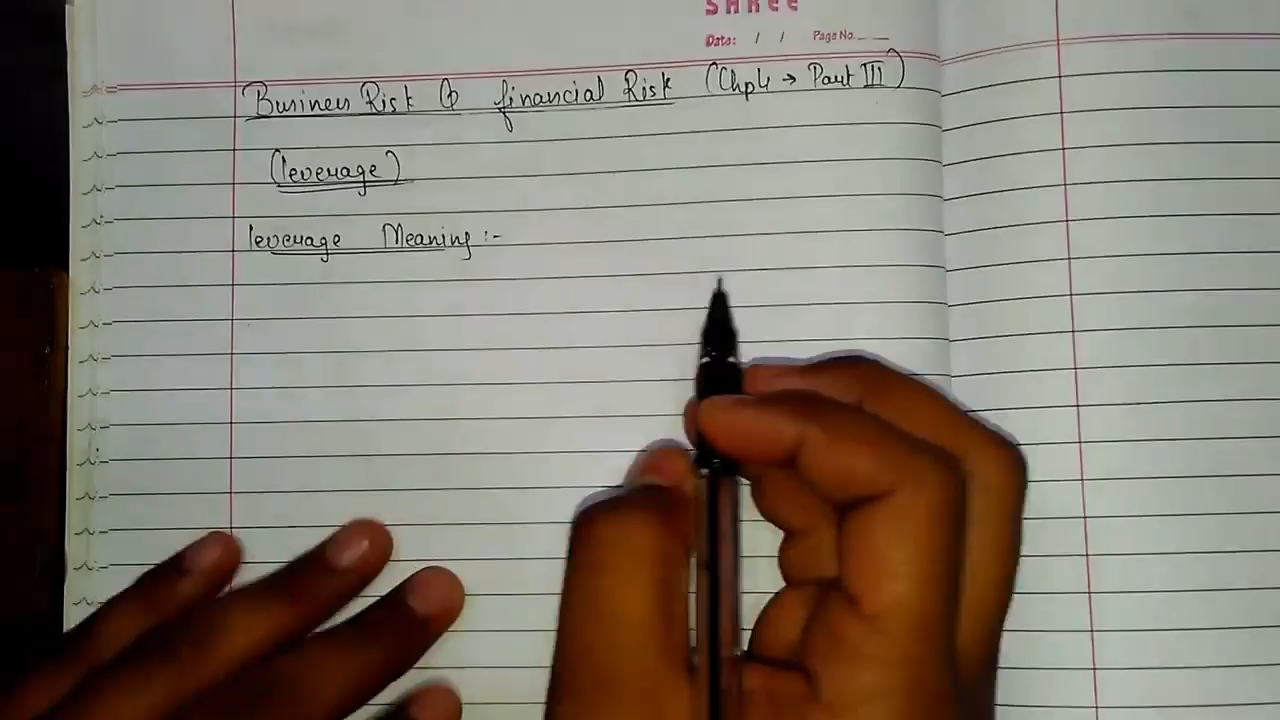 SHREE
Date: / / Page No.
Business Risk & financial Risk (Chp4 → Part III)
(leverage)
leverage Meaning :-